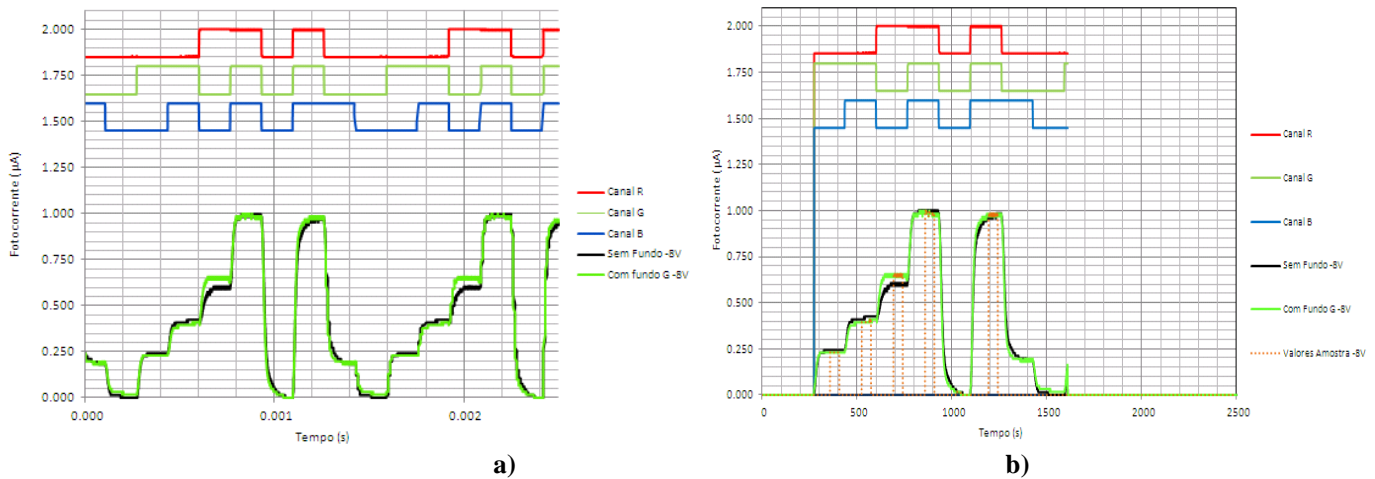 Fotocorrente (µA)
2.000
1.750
1.500
1.250
1.000
0.750
0.500
0.250
0.000
0.000
0.001
0.002
Tempo (s)
Canal R
Canal G
Canal B
Sem Fundo -8V
Com fundo G -8V
a)
Fotocorrente (µA)
2.000
1.750
1.500
1.250
1.000
0.750
0.500
0.250
0.000
0
500
1000
1500
2000
2500
Tempo (s)
Canal R
Canal G
Canal B
Sem Fundo -8V
Com Fundo G -8V
Valores Amostra -8V
b)